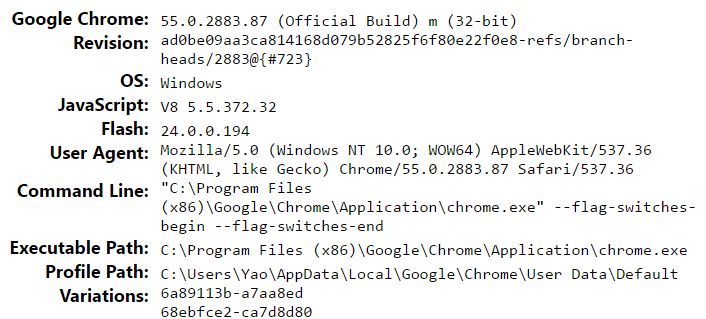 Google Chrome: 55.0.2883.87 (Official Build) m (32-bit)
Revision: ad0be09aa3ca814168d079b52825f6f80e22f0e8-refs/branch-
heads/2883@{#723}
OS: Windows
JavaScript: V8 5.5.372.32
Flash: 24.0.0.194
User Agent: Mozilla/5.0 (Windows NT 10.0; WOW64) AppleWebKit/537.36
(KHTML, like Gecko) Chrome/55.0.2883.87 Safari/537.36
Command Line: "C:\Program Files
(x86)\Google\Chrome\Application\chrome.exe" --flag-switches-
begin --flag-switches-end
Executable Path: C:\Program Files (x86)\Google\Chrome\Application\chrome.exe
Profile Path: C:\Users\Yao\AppData\Local\Google\Chrome\User Data\Default
Variations: 6a89113b-a7aa8ed
68ebfce2-ca7d8d80